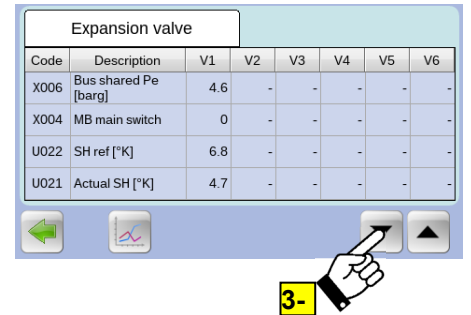 Expansion valve
Code Description V1 V2 V3 V4 V5 V6
X006 Bus shared Pe [barg] 4.6 - - - - -
X004 MB main switch 0 - - - - -
U022 SH ref [°K] 6.8 - - - - -
U021 Actual SH [°K] 4.7 - - - - -
3-